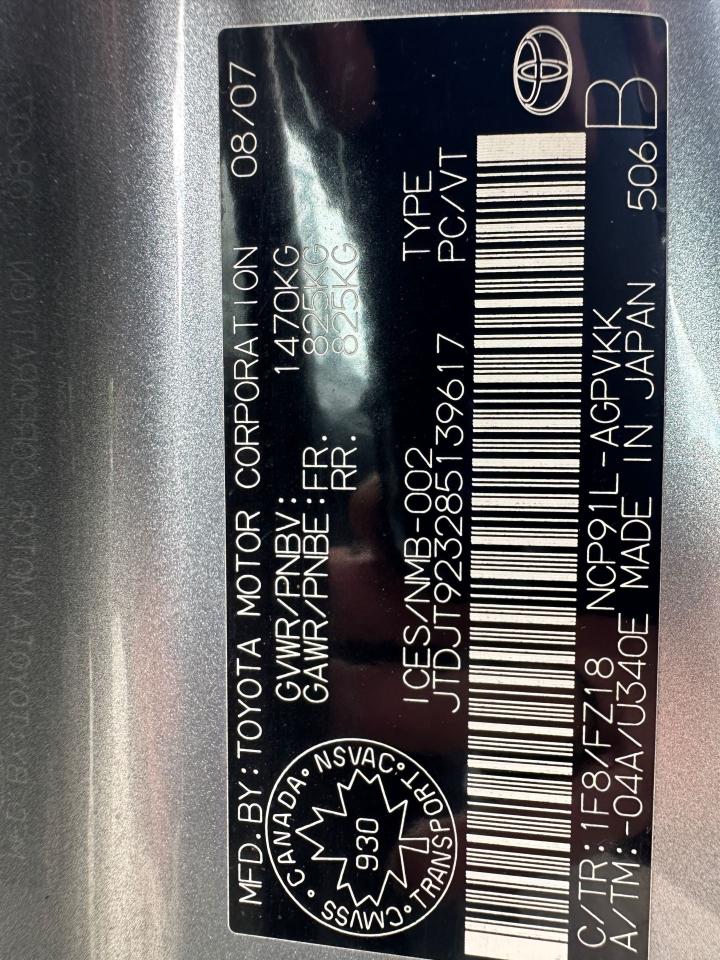 MFD.BY:TOYOTA MOTOR CORPORATION 08/07
GVWR/PNBV: 1470KG
GAWR/PNBE:FR. 825KG
RR. 825KG
CANADA • NSVAC • TRANSPORT • CMVSS •
930
ICES/NMB-002 TYPE
JTDJT923285139617 PC/VT
C/TR:1F8/FZ18 NCP91L-AGPVKK
A/TM:-04A/U340E MADE IN JAPAN 506 B